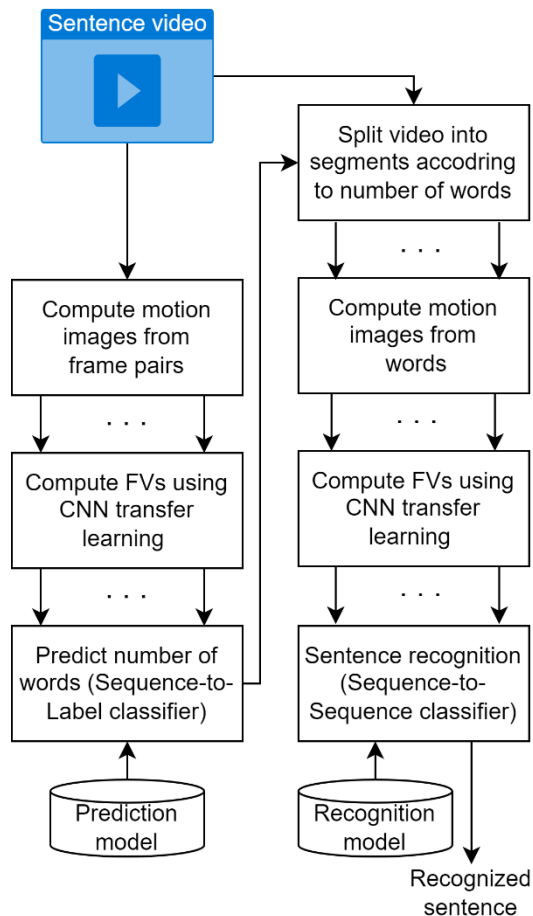 Sentence video
Compute motion
images from
frame pairs
. . .
Compute FVs using
CNN transfer
learning
. . .
Predict number of
words (Sequence-to-
Label classifier)
Prediction
model
Split video into
segments accodring
to number of words
. . .
Compute motion
images from
words
. . .
Compute FVs using
CNN transfer
learning
. . .
Sentence recognition
(Sequence-to-
Sequence classifier)
Recognition
model
Recognized
sentence